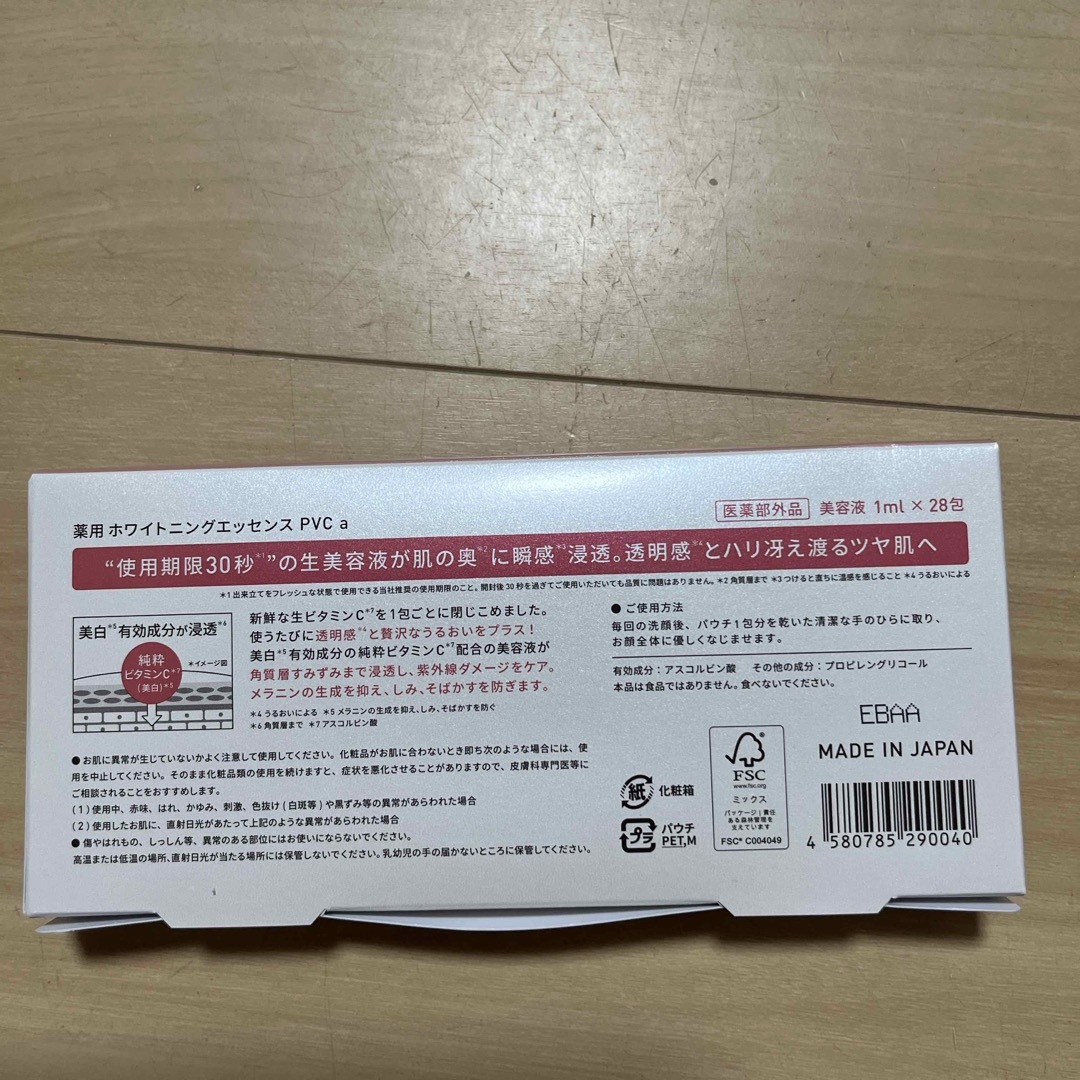 薬用 ホワイトニングエッセンス PVC a
医薬部外品 美容液 1ml × 28包
“使用期限30秒*1”の生美容液が肌の奥*2に瞬感*3浸透。透明感*4とハリ冴え渡るツヤ肌へ
*1 出来立てをフレッシュな状態で使用できる当社推奨の使用期限のこと。開封後30秒を過ぎてご使用いただいても品質に問題はありません。*2 角質層まで *3 つけると直ちに温感を感じること *4 うるおいによる
美白*5有効成分が浸透*6
純粋
ビタミンC*7
(美白)*5
*イメージ図
新鮮な生ビタミンC*7を1包ごとに閉じこめました。
使うたびに透明感*4と贅沢なうるおいをプラス!
美白*5有効成分の純粋ビタミンC*7配合の美容液が
角質層すみずみまで浸透し、紫外線ダメージをケア。
メラニンの生成を抑え、しみ、そばかすを防ぎます。
*4 うるおいによる *5 メラニンの生成を抑え、しみ、そばかすを防ぐ
*6 角質層まで *7 アスコルビン酸
● ご使用方法
毎回の洗顔後、パウチ1包分を乾いた清潔な手のひらに取り、
お顔全体に優しくなじませます。
有効成分:アスコルビン酸 その他の成分:プロピレングリコール
本品は食品ではありません。食べないでください。
● お肌に異常が生じていないかよく注意して使用してください。化粧品がお肌に合わないとき即ち次のような場合には、使
用を中止してください。そのまま化粧品類の使用を続けますと、症状を悪化させることがありますので、皮膚科専門医等に
ご相談されることをおすすめします。
(1)使用中、赤味、はれ、かゆみ、刺激、色抜け(白斑等)や黒ずみ等の異常があらわれた場合
(2)使用したお肌に、直射日光があたって上記のような異常があらわれた場合
● 傷やはれもの、しっしん等、異常のある部位にはお使いにならないでください。
高温または低温の場所、直射日光が当たる場所には保管しないでください。乳幼児の手の届かないところに保管してください。
紙 化粧箱
プラ パウチ
PET,M
FSC
www.fsc.org
ミックス
パッケージ|責任
ある森林管理を
支えています
FSC® C004049
EBAA
MADE IN JAPAN
4 580785 290040